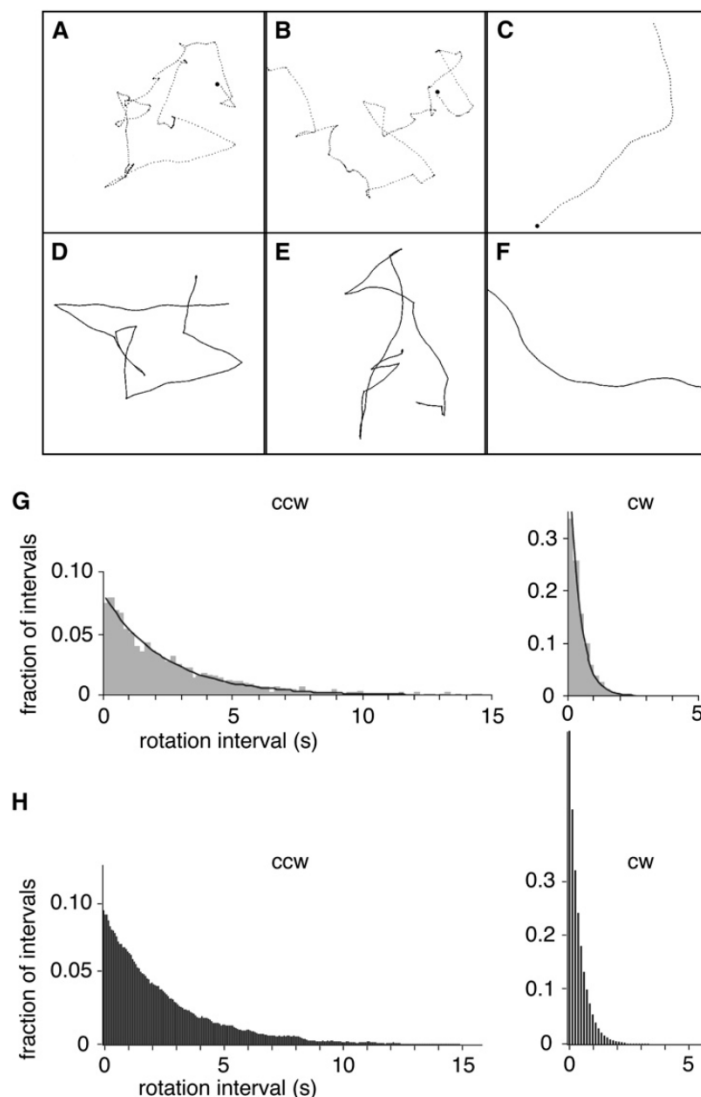 A B C
D E F
G ccw cw
fraction of intervals
0.10
0.05
0
0 5 10 15
rotation interval (s)
0.3
0.2
0.1
0
0 5
H ccw cw
fraction of intervals
0.10
0.05
0
0 5 10 15
rotation interval (s)
0.3
0.2
0.1
0
0 5